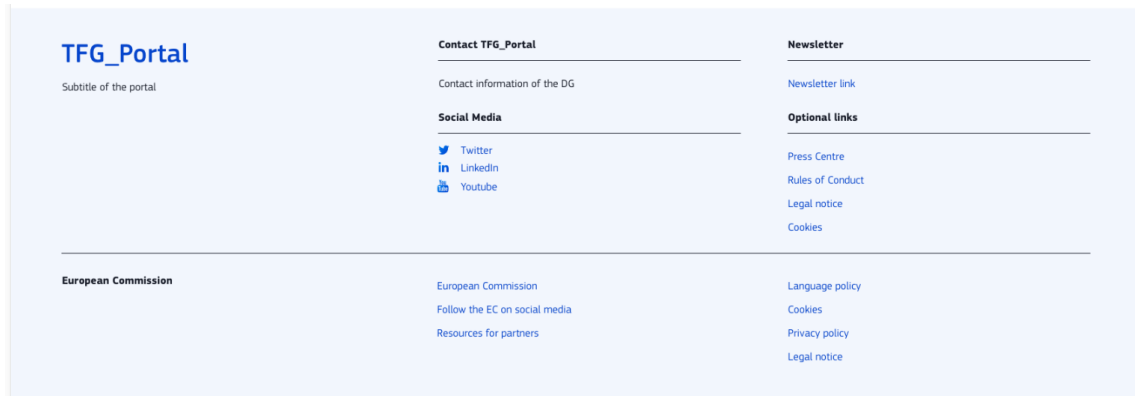 TFG_Portal
Subtitle of the portal
Contact TFG_Portal
Contact information of the DG
Social Media
Twitter
LinkedIn
Youtube
Newsletter
Newsletter link
Optional links
Press Centre
Rules of Conduct
Legal notice
Cookies
European Commission
European Commission
Follow the EC on social media
Resources for partners
Language policy
Cookies
Privacy policy
Legal notice